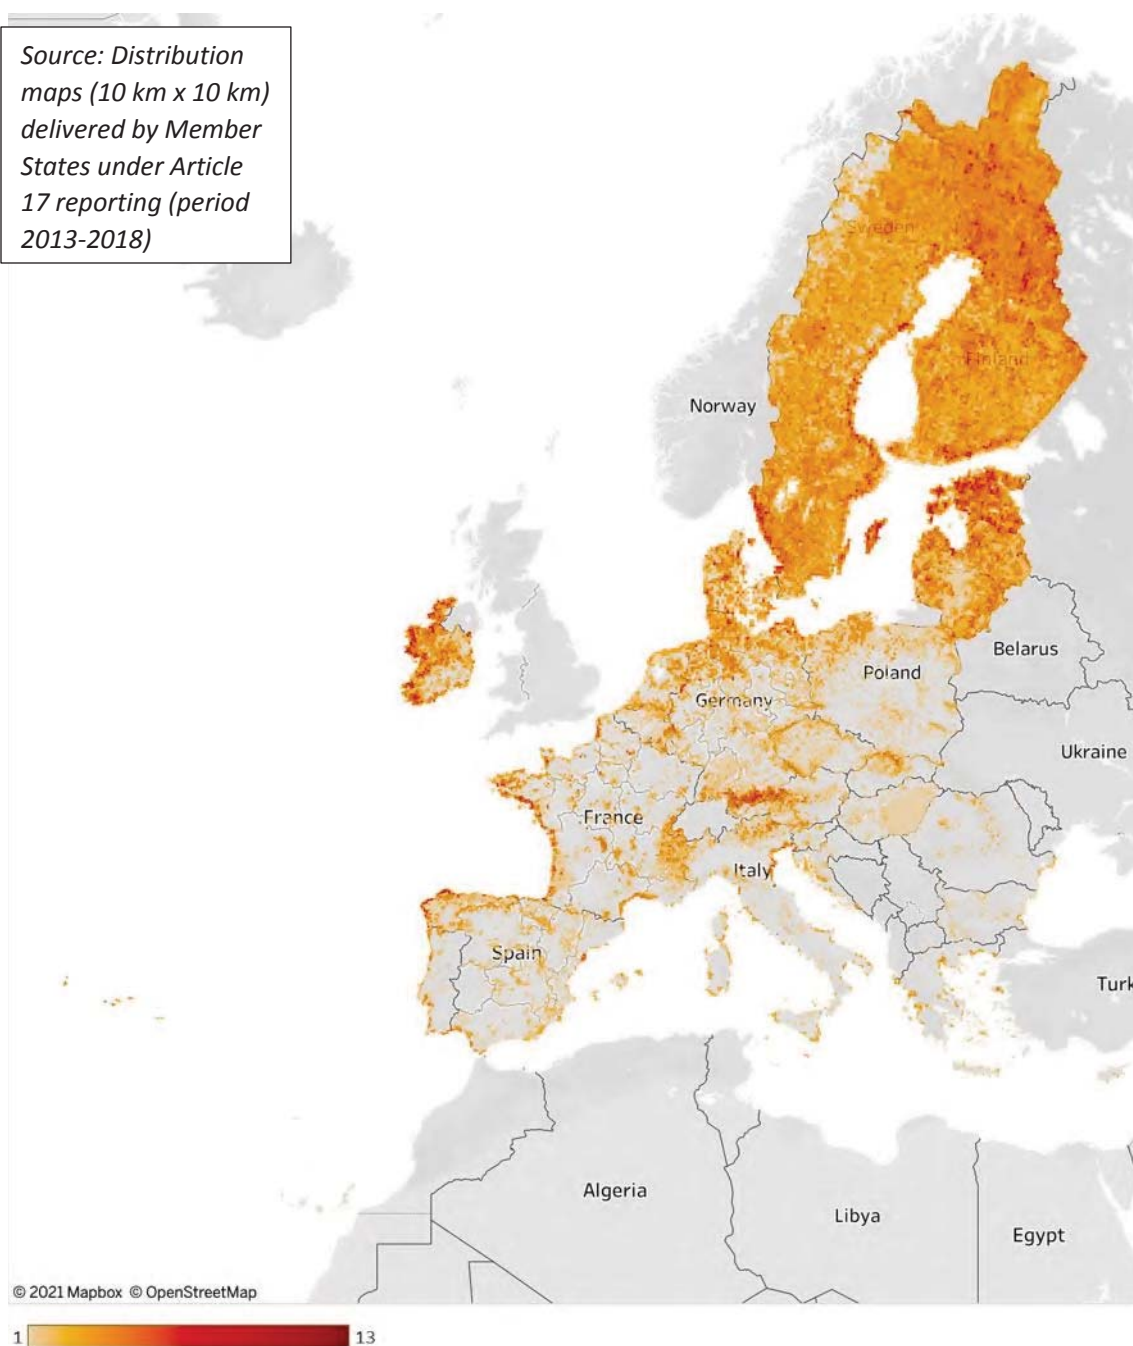 Source: Distribution
maps (10 km x 10 km)
delivered by Member
States under Article
17 reporting (period
2013-2018)
Sweden
Finland
Norway
Belarus
Poland
Germany
Ukraine
France
Italy
Spain
Turk
Algeria
Libya
Egypt
© 2021 Mapbox © OpenStreetMap
1 13